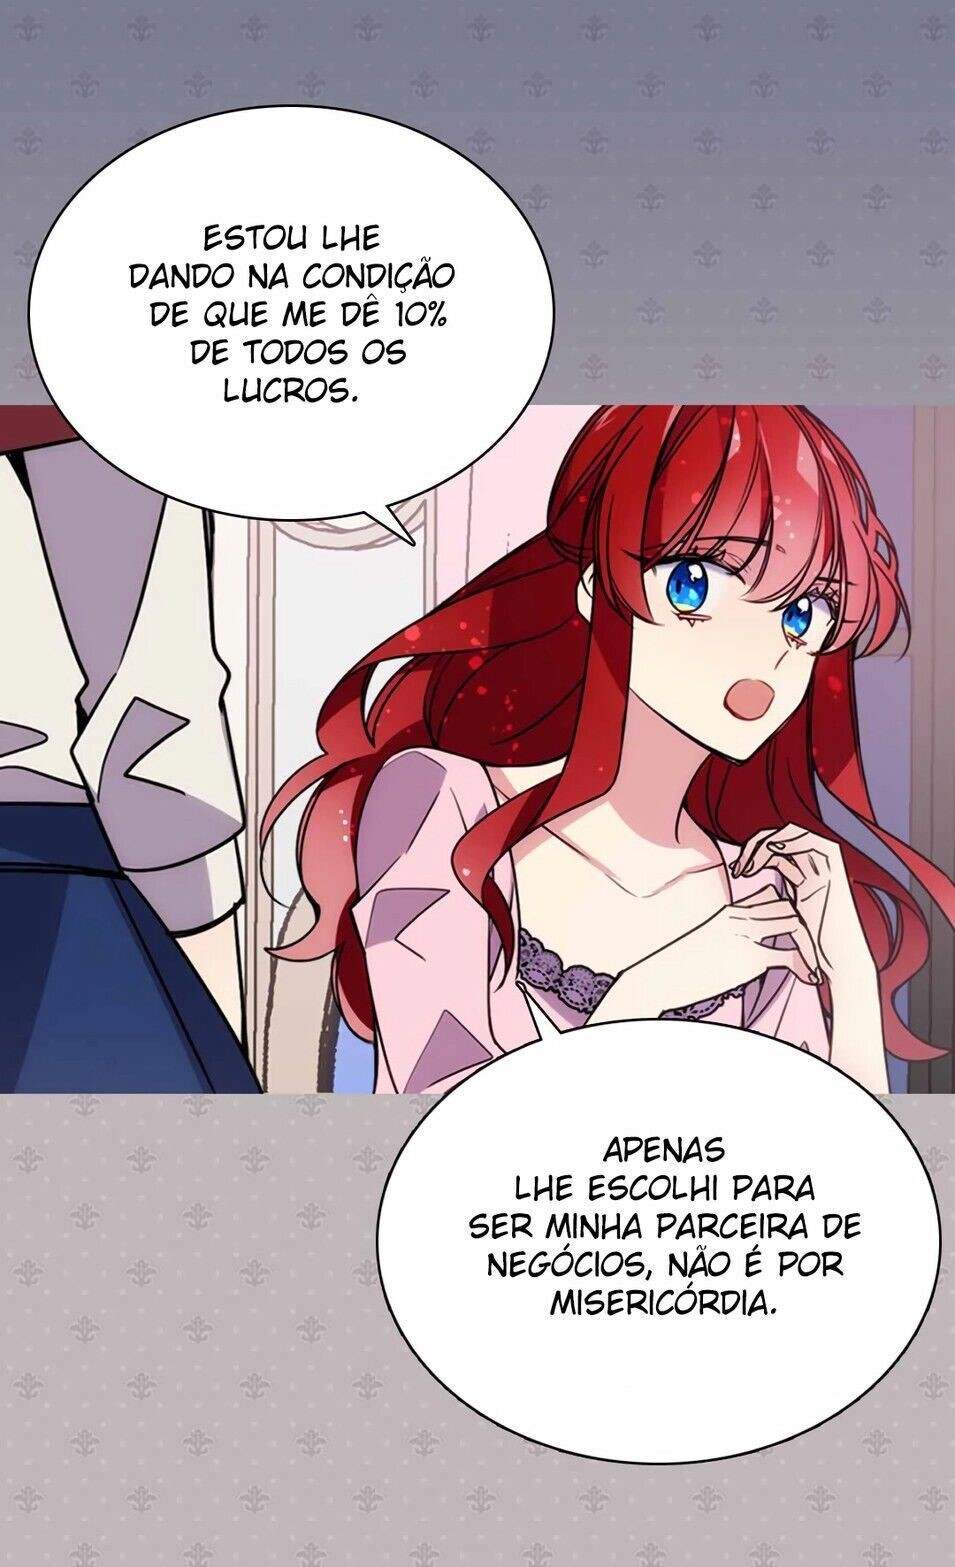 ESTOU LHE
DANDO NA CONDIÇÃO
DE QUE ME DÊ 10%
DE TODOS OS
LUCROS.
APENAS
LHE ESCOLHI PARA
SER MINHA PARCEIRA DE
NEGÓCIOS, NÃO É POR
MISERICÓRDIA.